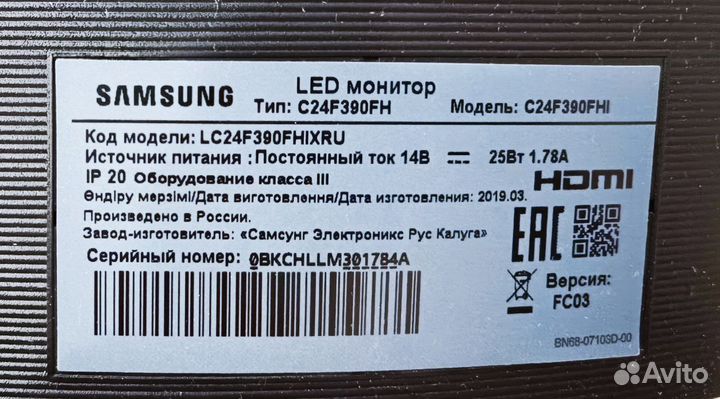 SAMSUNG
LED монитор
Тип: C24F390FH
Модель: C24F390FHI
Код модели: LC24F390FHIXRU
Источник питания : Постоянный ток 14В 25Вт 1.78А
IP 20 Оборудование класса III
HDMI
Өндіру мерзімі/Дата виготовлення/Дата изготовления : 2019.03.
Произведено в России.
Завод-изготовитель: «Самсунг Электроникс Рус Калуга»
EAC
Серийный номер: 0BKCHLLM301784A
Версия:
FC03
BN68-07109D-00
Avito